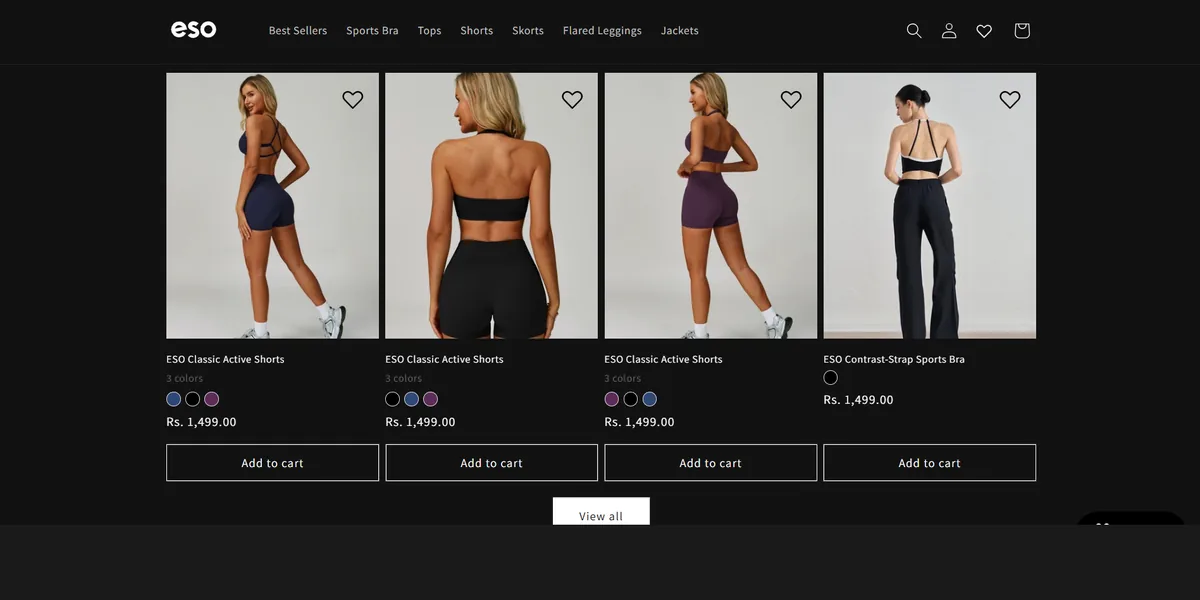 eso
Best Sellers Sports Bra Tops Shorts Skorts Flared Leggings Jackets
ESO Classic Active Shorts
3 colors
Rs. 1,499.00
Add to cart
ESO Classic Active Shorts
3 colors
Rs. 1,499.00
Add to cart
ESO Classic Active Shorts
3 colors
Rs. 1,499.00
Add to cart
ESO Contrast-Strap Sports Bra
Rs. 1,499.00
Add to cart
View all